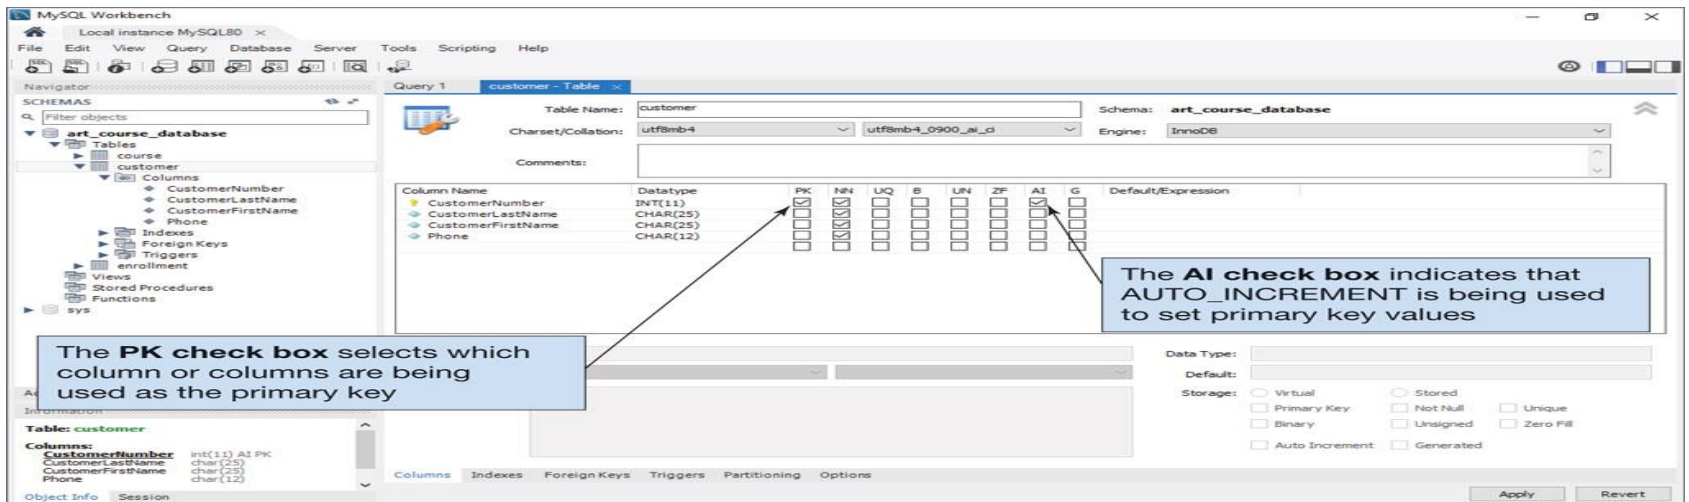 MySQL Workbench
Local instance MySQL80 ×
File Edit View Query Database Server Tools Scripting Help
Navigator
SCHEMAS
Filter objects
art_course_database
Tables
course
customer
Columns
CustomerNumber
CustomerLastName
CustomerFirstName
Phone
Indexes
Foreign Keys
Triggers
enrollment
Views
Stored Procedures
Functions
sys
Information
Table: customer
Columns:
CustomerNumber int(11) AI PK
CustomerLastName char(25)
CustomerFirstName char(25)
Phone char(12)
Object Info Session
Query 1 customer - Table ×
Table Name: customer Schema: art_course_database
Charset/Collation: utf8mb4 utf8mb4_0900_ai_ci Engine: InnoDB
Comments:
Column Name Datatype PK NN UQ B UN ZF AI G Default/Expression
CustomerNumber INT(11)
CustomerLastName CHAR(25)
CustomerFirstName CHAR(25)
Phone CHAR(12)
The AI check box indicates that
AUTO_INCREMENT is being used
to set primary key values
The PK check box selects which
column or columns are being
used as the primary key
Data Type:
Default:
Storage: Virtual Stored
Primary Key Not Null Unique
Binary Unsigned Zero Fill
Auto Increment Generated
Columns Indexes Foreign Keys Triggers Partitioning Options
Apply Revert